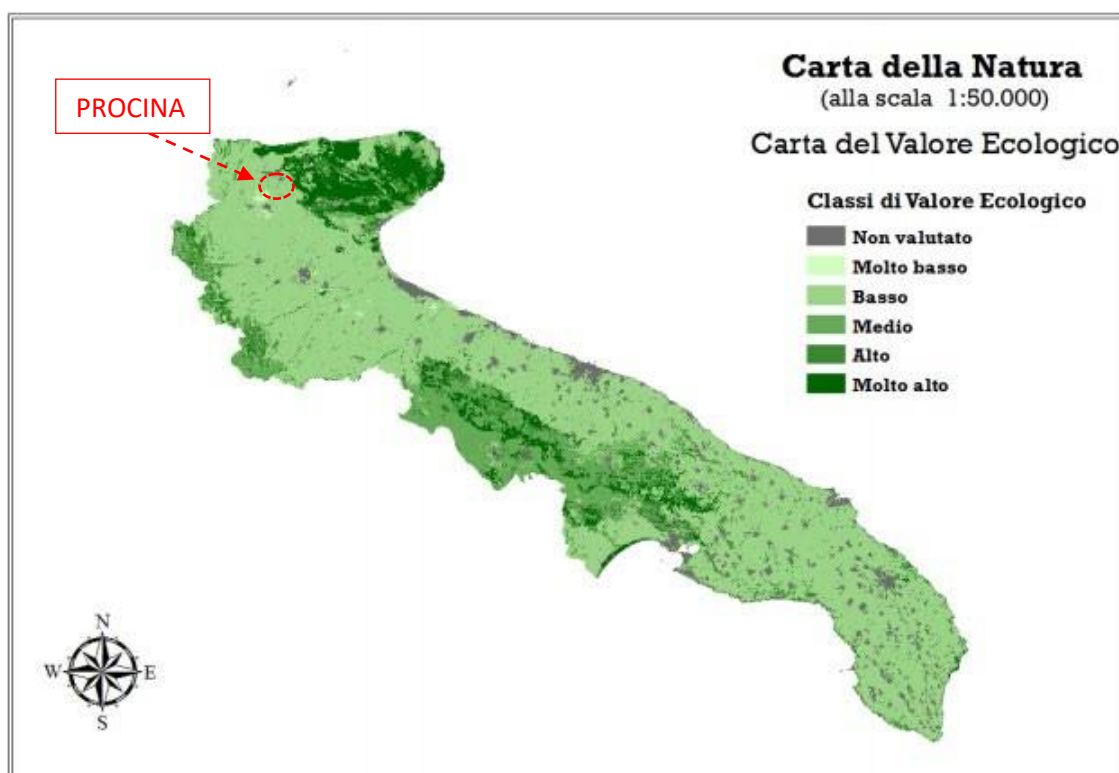 PROCINA
Carta della Natura
(alla scala 1:50.000)
Carta del Valore Ecologico
Classi di Valore Ecologico
Non valutato
Molto basso
Basso
Medio
Alto
Molto alto
N
W E
S